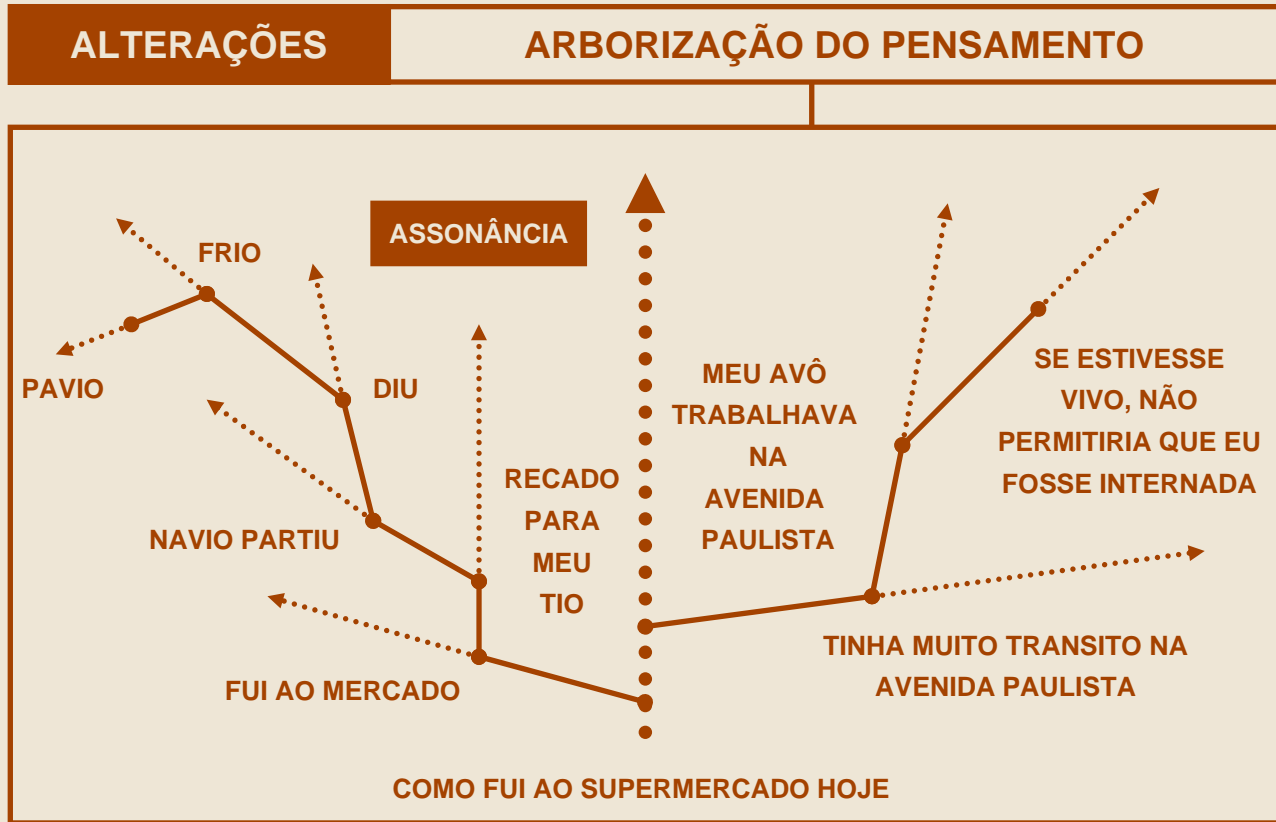 ALTERAÇÕES
ARBORIZAÇÃO DO PENSAMENTO
ASSONÂNCIA
FRIO
PAVIO
DIU
NAVIO PARTIU
RECADO
PARA
MEU
TIO
FUI AO MERCADO
MEU AVÔ
TRABALHAVA
NA
AVENIDA
PAULISTA
SE ESTIVESSE
VIVO, NÃO
PERMITIRIA QUE EU
FOSSE INTERNADA
TINHA MUITO TRANSITO NA
AVENIDA PAULISTA
COMO FUI AO SUPERMERCADO HOJE